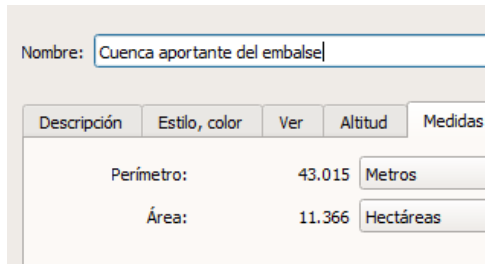 Nombre: Cuenca aportante del embalse
Descripción Estilo, color Ver Altitud Medidas
Perímetro: 43.015 Metros
Área: 11.366 Hectáreas